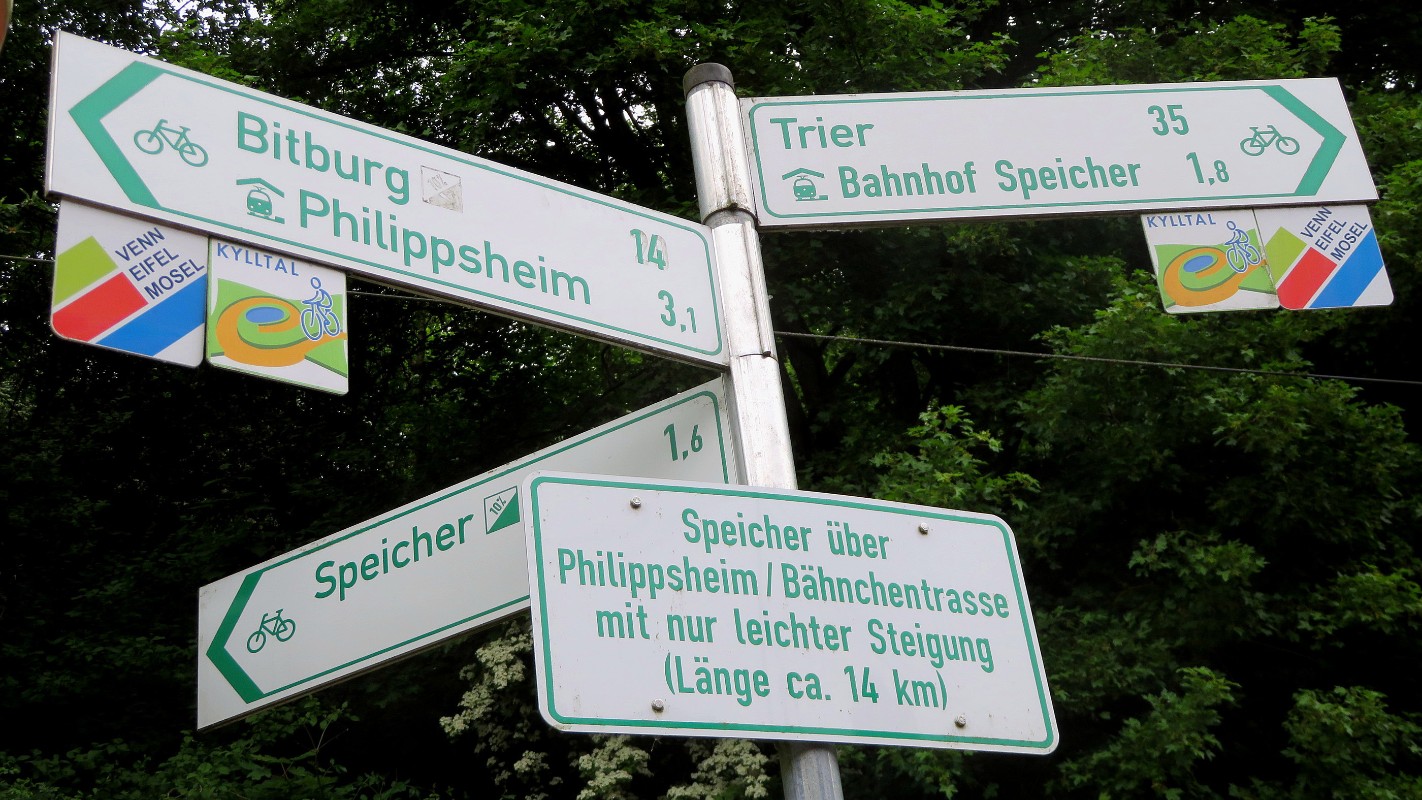 Bitburg 14
Philippsheim 3,1
VENN
EIFEL
MOSEL
KYLLTAL
Trier 35
Bahnhof Speicher 1,8
KYLLTAL
VENN
EIFEL
MOSEL
Speicher 10% 1,6
Speicher über
Philippsheim/Bähnchentrasse
mit nur leichter Steigung
(Länge ca. 14 km)